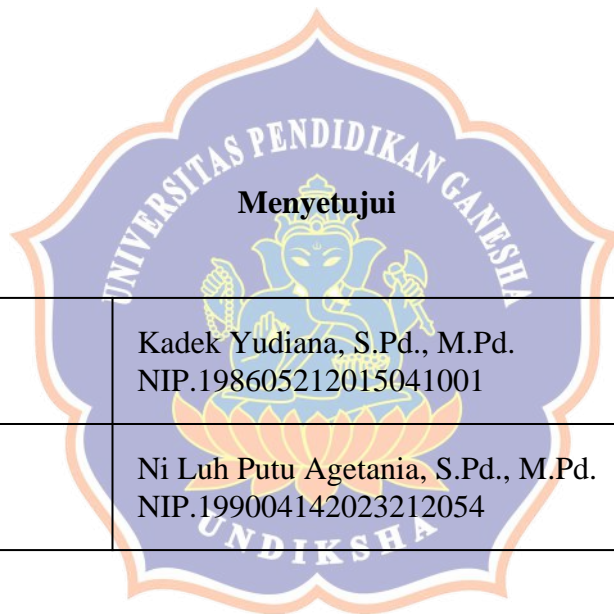 UNIVERSITAS PENDIDIKAN GANESHA
Menyetujui
Kadek Yudiana, S.Pd., M.Pd.
NIP.198605212015041001
Ni Luh Putu Agetania, S.Pd., M.Pd.
NIP.199004142023212054
UNDIKSHA